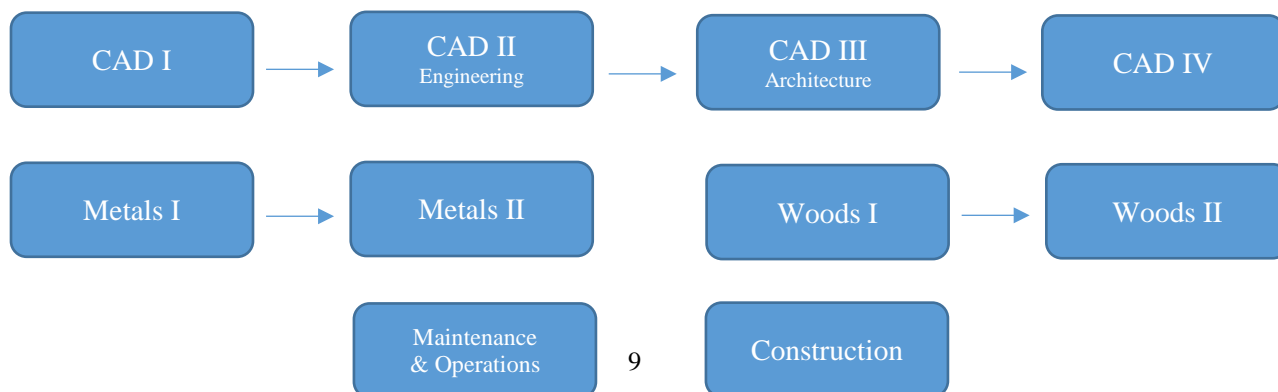 CAD I
CAD II
Engineering
CAD III
Architecture
CAD IV
Metals I
Metals II
Woods I
Woods II
Maintenance
& Operations
9
Construction